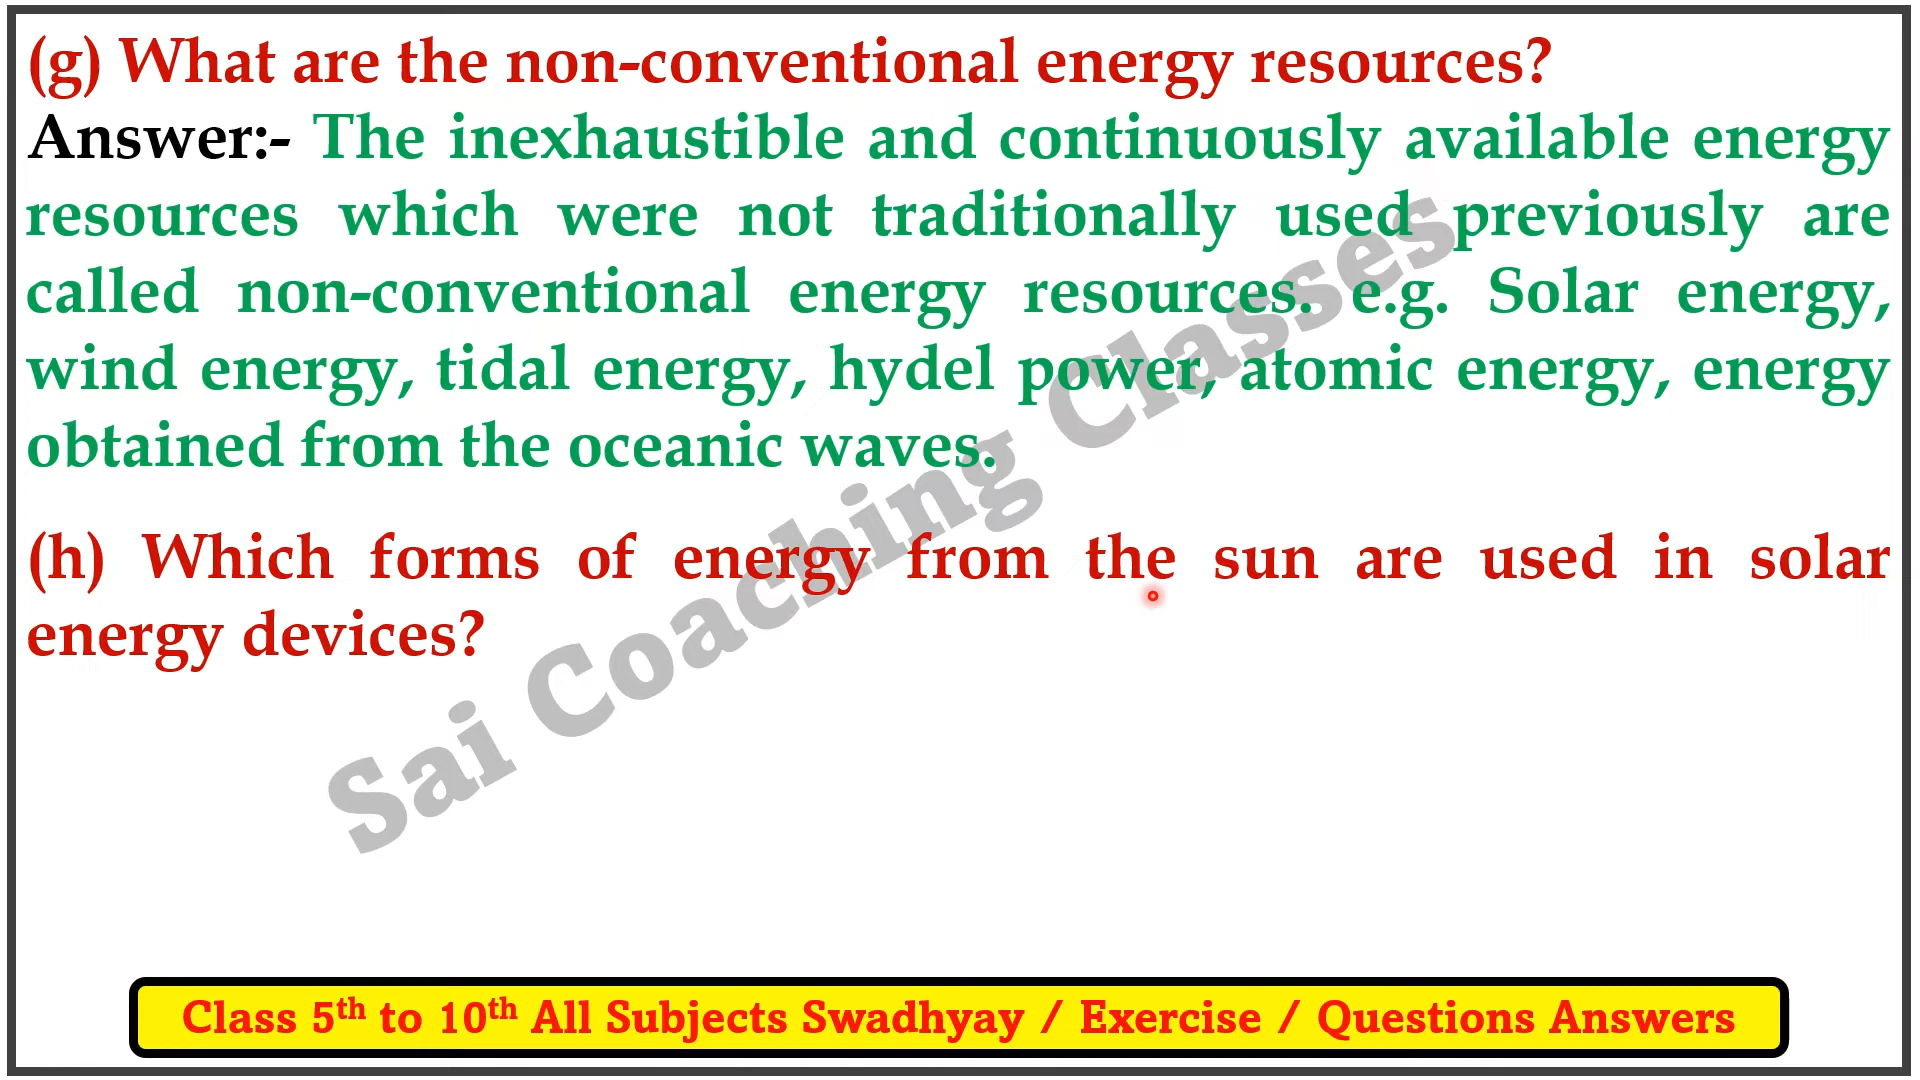 (g) What are the non-conventional energy resources?
Answer:- The inexhaustible and continuously available energy
resources which were not traditionally used previously are
called non-conventional energy resources. e.g. Solar energy,
wind energy, tidal energy, hydel power, atomic energy, energy
obtained from the oceanic waves.
(h) Which forms of energy from the sun are used in solar
energy devices?
Sai Coaching Classes
Class 5th to 10th All Subjects Swadhyay / Exercise / Questions Answers